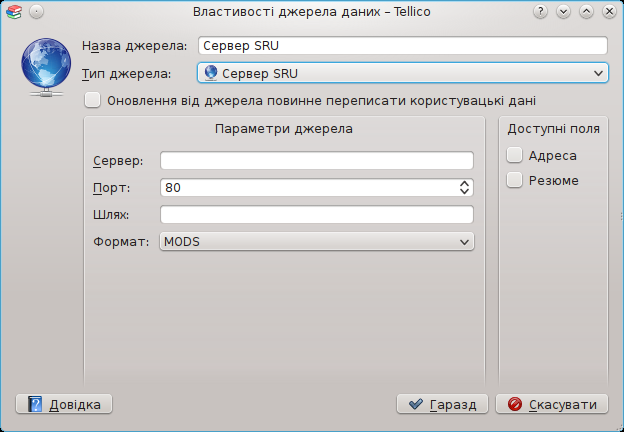 Властивості джерела даних – Tellico
Назва джерела: Сервер SRU
Тип джерела: Сервер SRU
Оновлення від джерела повинне переписати користувацькі дані
Параметри джерела
Сервер:
Порт: 80
Шлях:
Формат: MODS
Доступні поля
Адреса
Резюме
Довідка
Гаразд
Скасувати